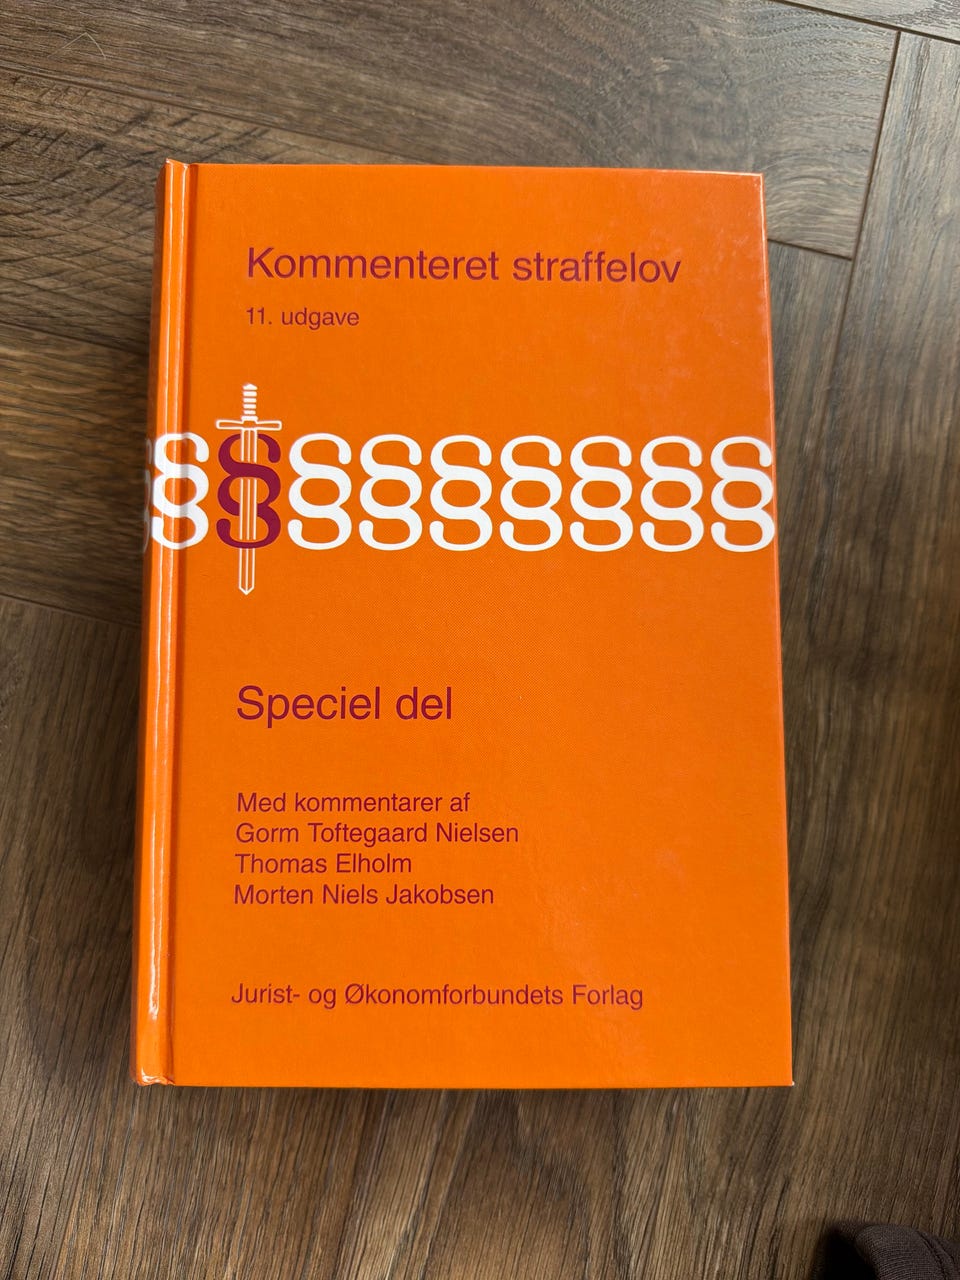 Kommenteret straffelov
11. udgave
§§§§§§§§§
Speciel del
Med kommentarer af
Gorm Toftegaard Nielsen
Thomas Elholm
Morten Niels Jakobsen
Jurist- og Økonomforbundets Forlag